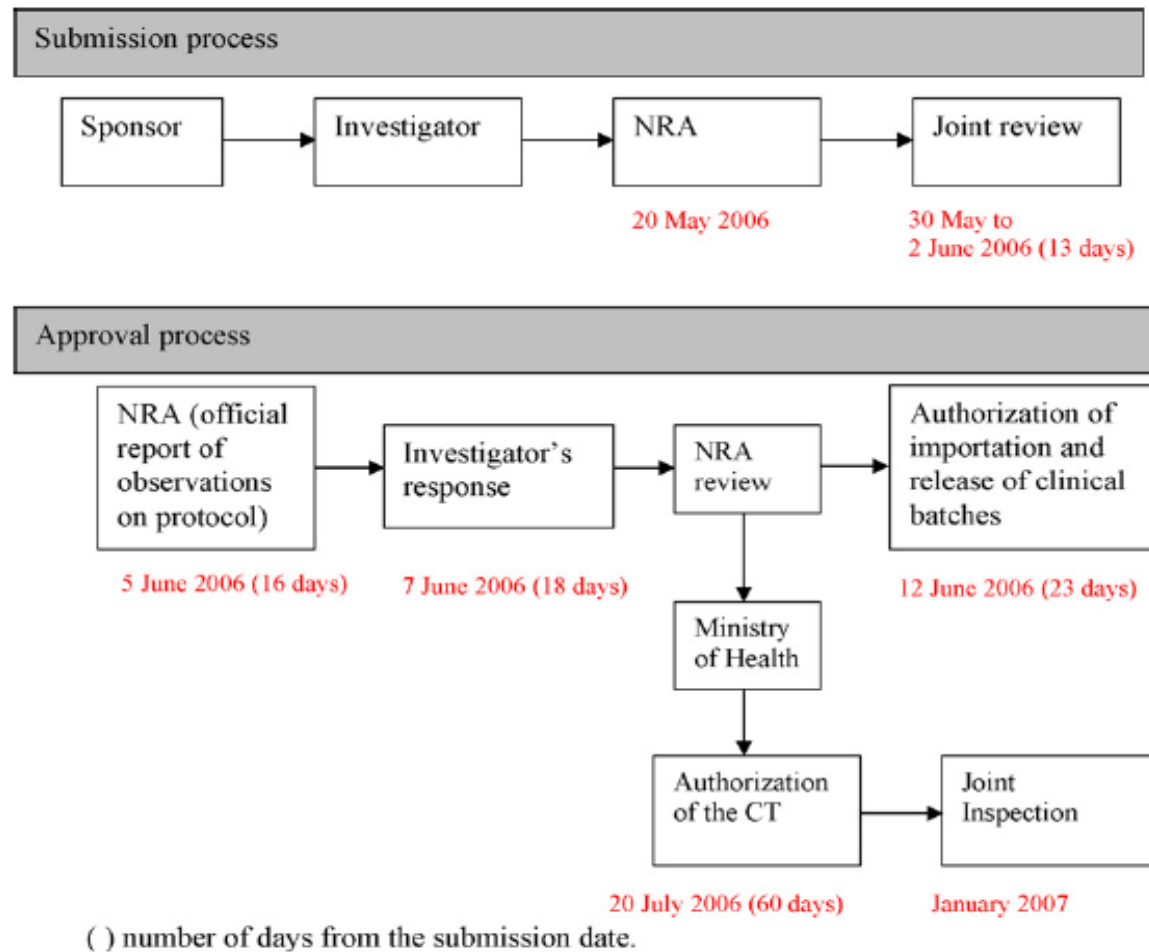 Submission process
Sponsor
Investigator
NRA
Joint review
20 May 2006
30 May to
2 June 2006 (13 days)
Approval process
NRA (official
report of
observations
on protocol)
Investigator’s
response
NRA
review
Authorization of
importation and
release of clinical
batches
5 June 2006 (16 days)
7 June 2006 (18 days)
12 June 2006 (23 days)
Ministry
of Health
Authorization
of the CT
Joint
Inspection
20 July 2006 (60 days)
January 2007
( ) number of days from the submission date.